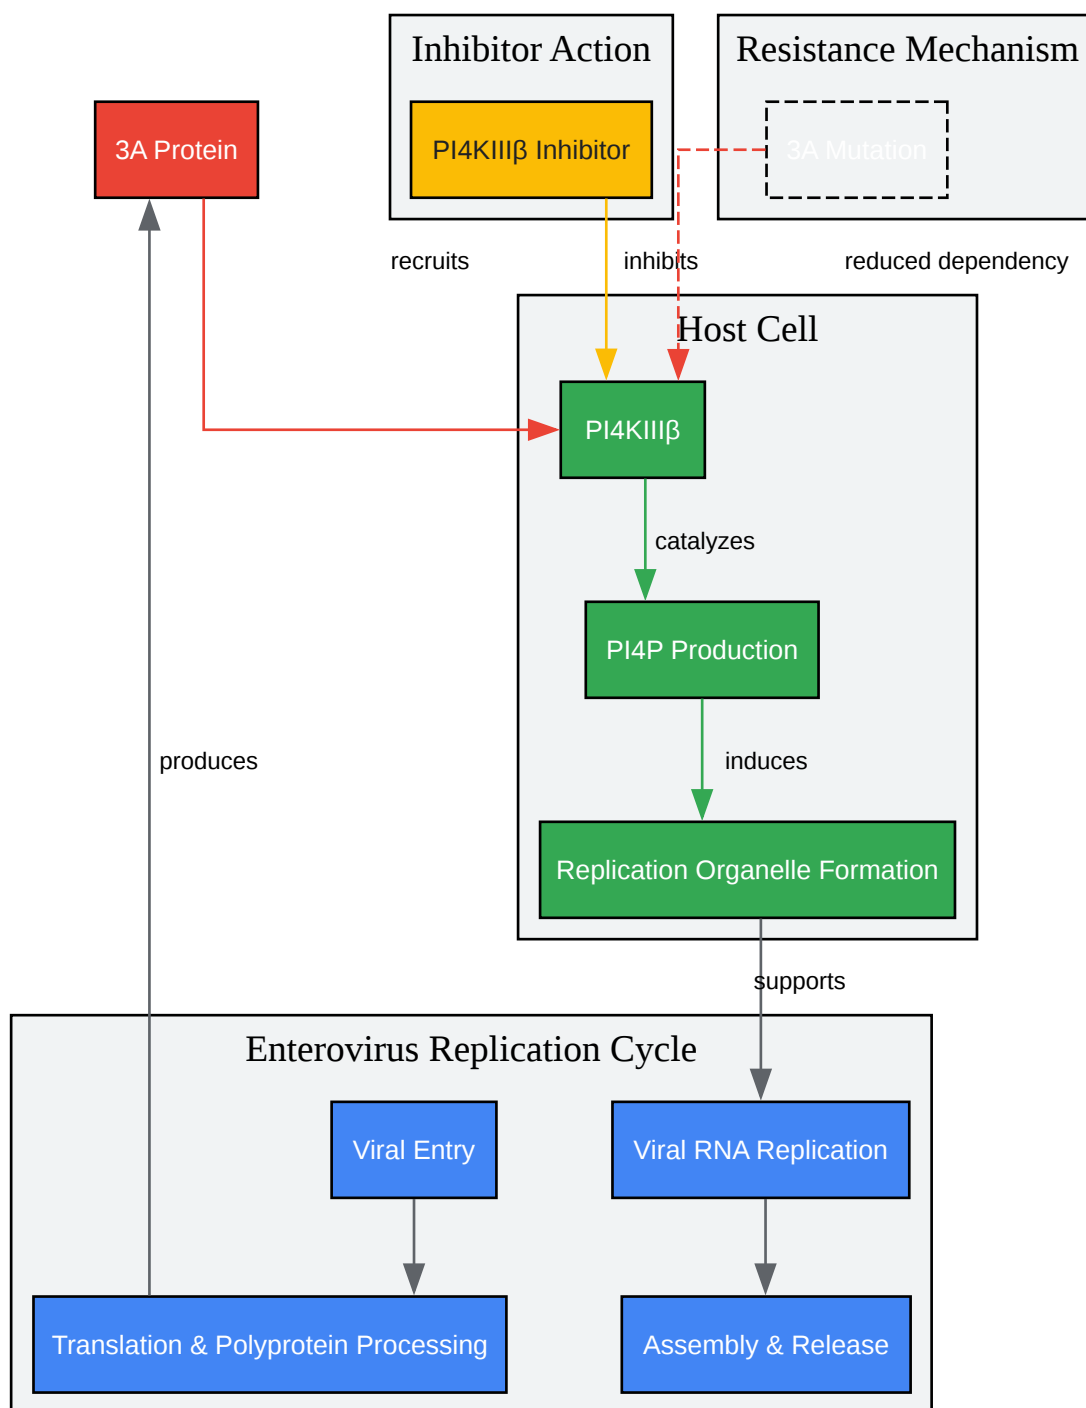 Inhibitor Action
Resistance Mechanism
3A Protein
PI4KIIIβ Inhibitor
3A Mutation
recruits
inhibits
reduced dependency
Host Cell
PI4KIIIβ
catalyzes
PI4P Production
produces
induces
Replication Organelle Formation
supports
Enterovirus Replication Cycle
Viral Entry
Viral RNA Replication
Translation & Polyprotein Processing
Assembly & Release